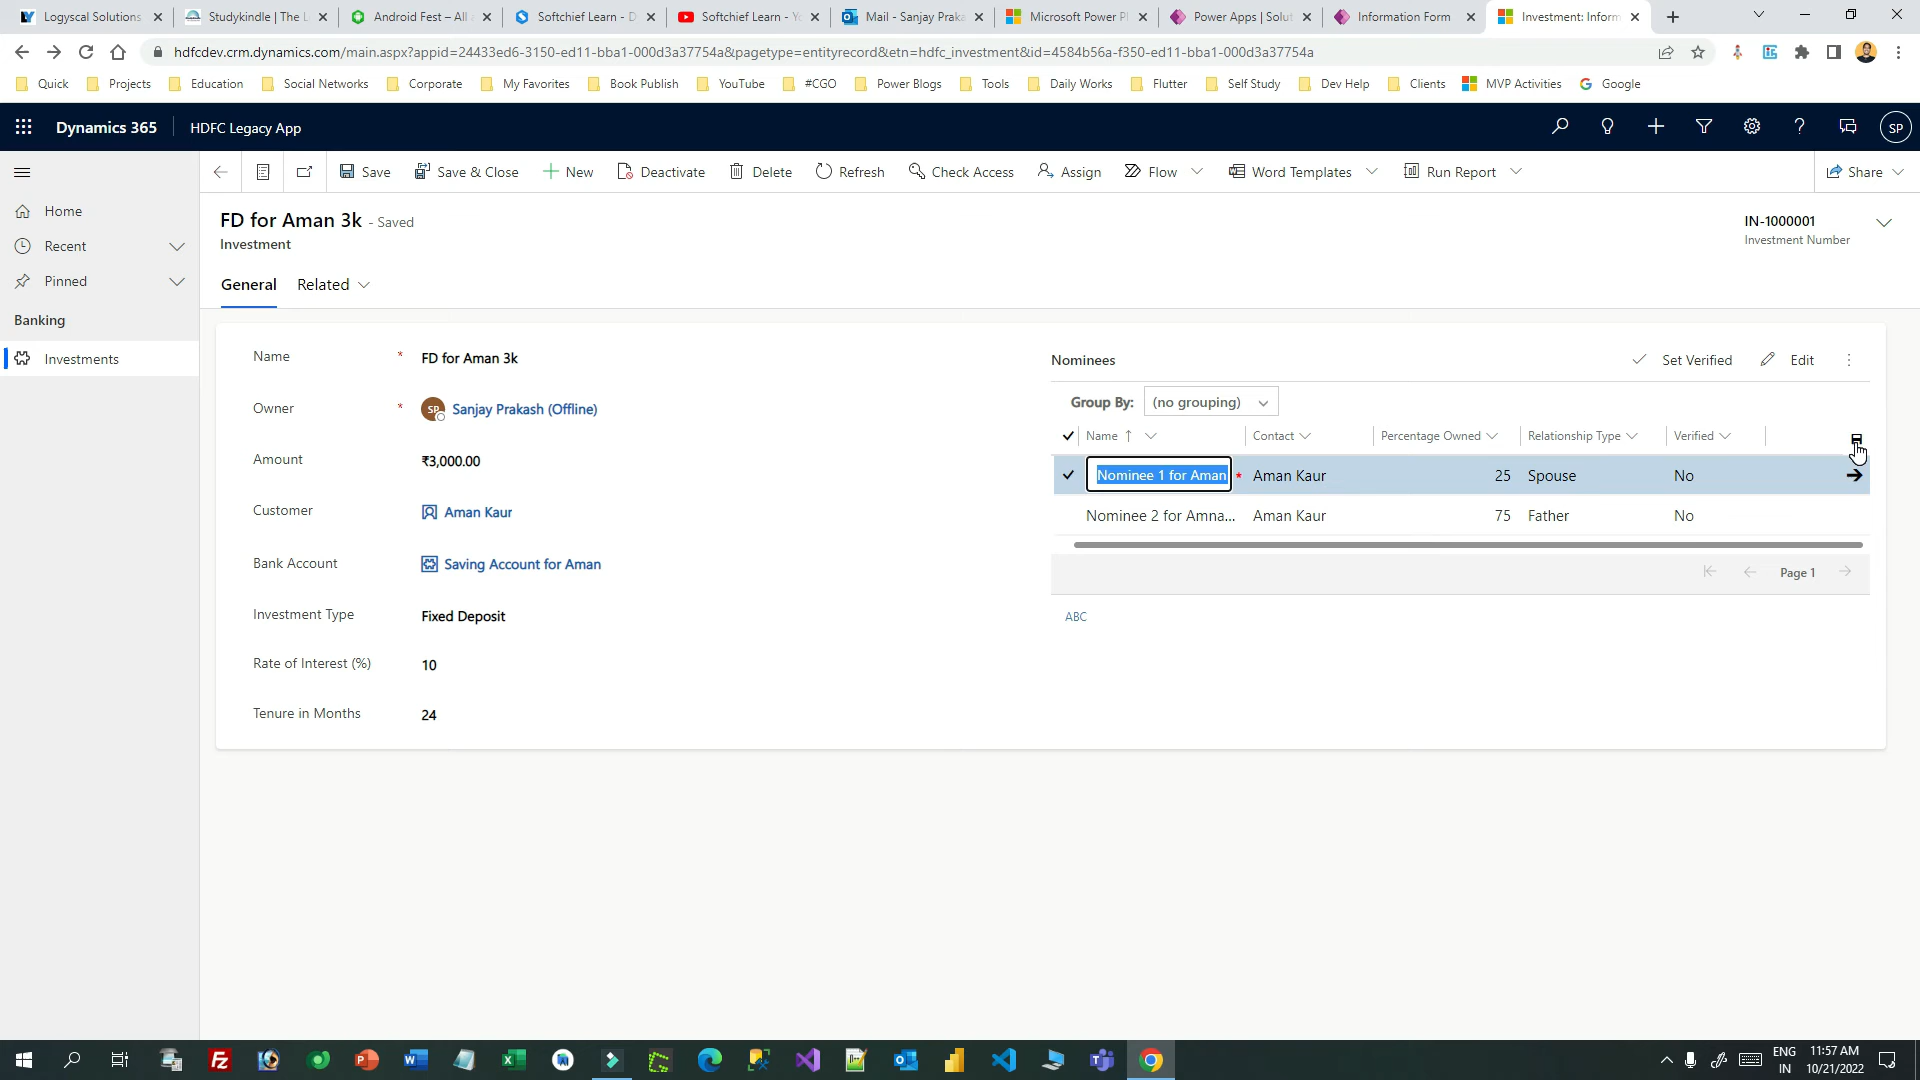 Logyscal Solutions
Studykindle | The L
Android Fest – All
Softchief Learn - D
Softchief Learn - Yo
Mail - Sanjay Praka
Microsoft Power Pl
Power Apps | Solut
Information Form
Investment: Inform
hdfcdev.crm.dynamics.com/main.aspx?appid=24433ed6-3150-ed11-bba1-000d3a37754a&pagetype=entityrecord&etn=hdfc_investment&id=4584b56a-f350-ed11-bba1-000d3a37754a
Quick
Projects
Education
Social Networks
Corporate
My Favorites
Book Publish
YouTube
#CGO
Power Blogs
Tools
Daily Works
Flutter
Self Study
Dev Help
Clients
MVP Activities
Google
Dynamics 365
HDFC Legacy App
SP
Save
Save & Close
New
Deactivate
Delete
Refresh
Check Access
Assign
Flow
Word Templates
Run Report
Share
Home
Recent
Pinned
Banking
Investments
FD for Aman 3k - Saved
Investment
IN-1000001
Investment Number
General
Related
Name * FD for Aman 3k
Owner * SP Sanjay Prakash (Offline)
Amount ₹3,000.00
Customer Aman Kaur
Bank Account Saving Account for Aman
Investment Type Fixed Deposit
Rate of Interest (%) 10
Tenure in Months 24
Nominees
Set Verified
Edit
Group By: (no grouping)
Name Contact Percentage Owned Relationship Type Verified
Nominee 1 for Aman * Aman Kaur 25 Spouse No
Nominee 2 for Amna... Aman Kaur 75 Father No
Page 1
ABC
ENG
IN
11:57 AM
10/21/2022